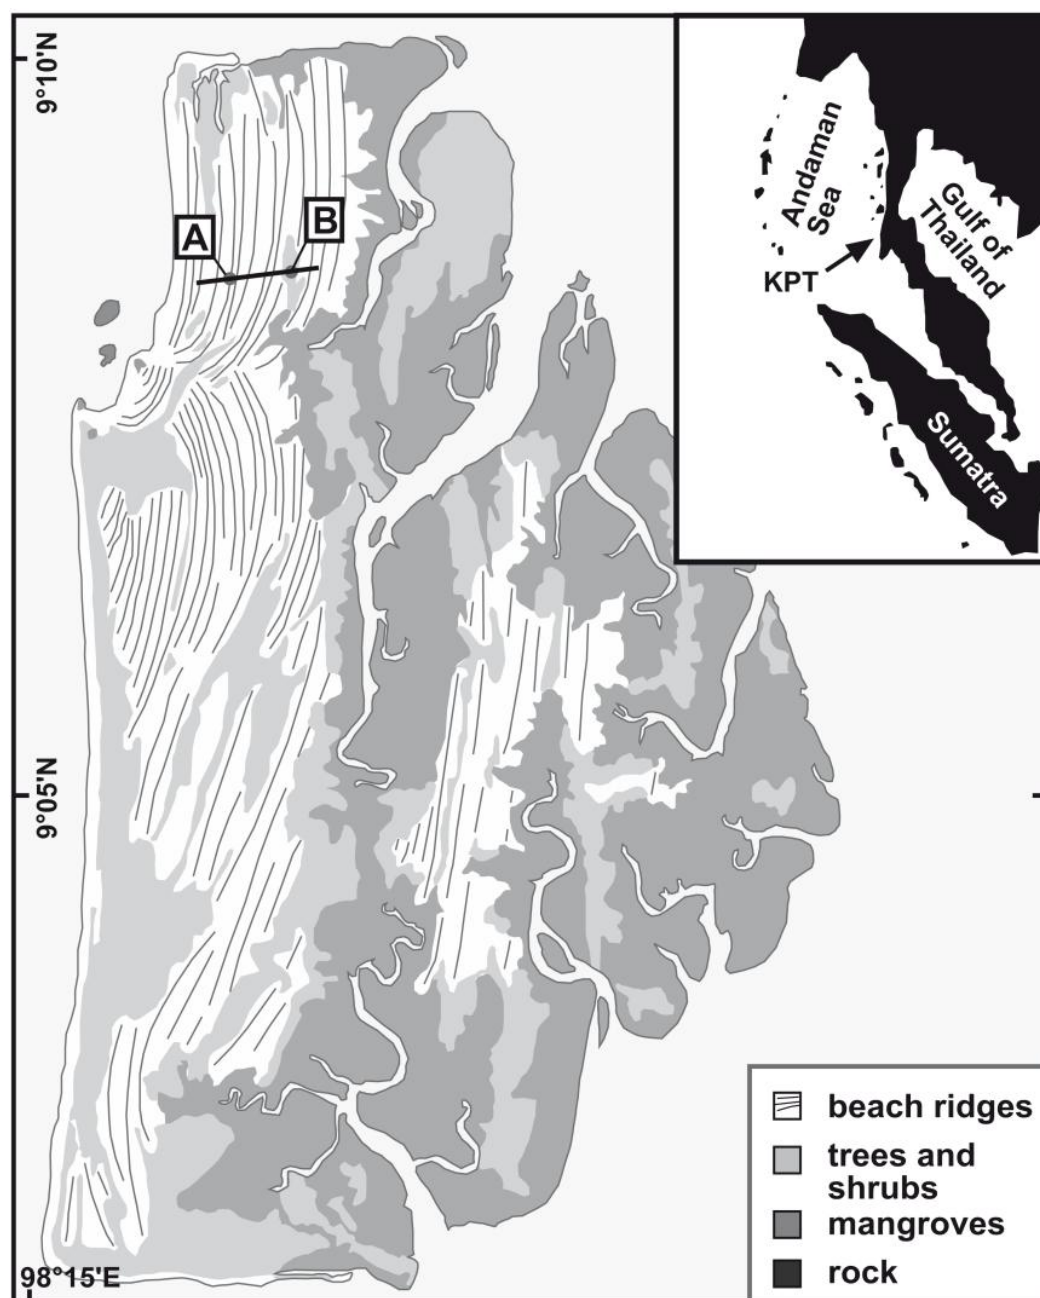 9°10'N
A
B
Andaman
Sea
Gulf of
Thailand
KPT
Sumatra
9°05'N
beach ridges
trees and
shrubs
mangroves
rock
98°15'E